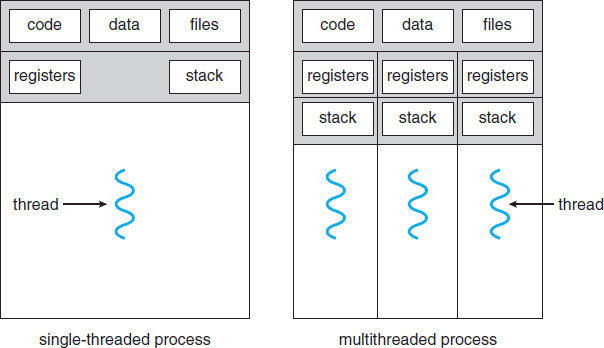 code data files
registers stack
thread
single-threaded process
code data files
registers registers registers
stack stack stack
thread
multithreaded process